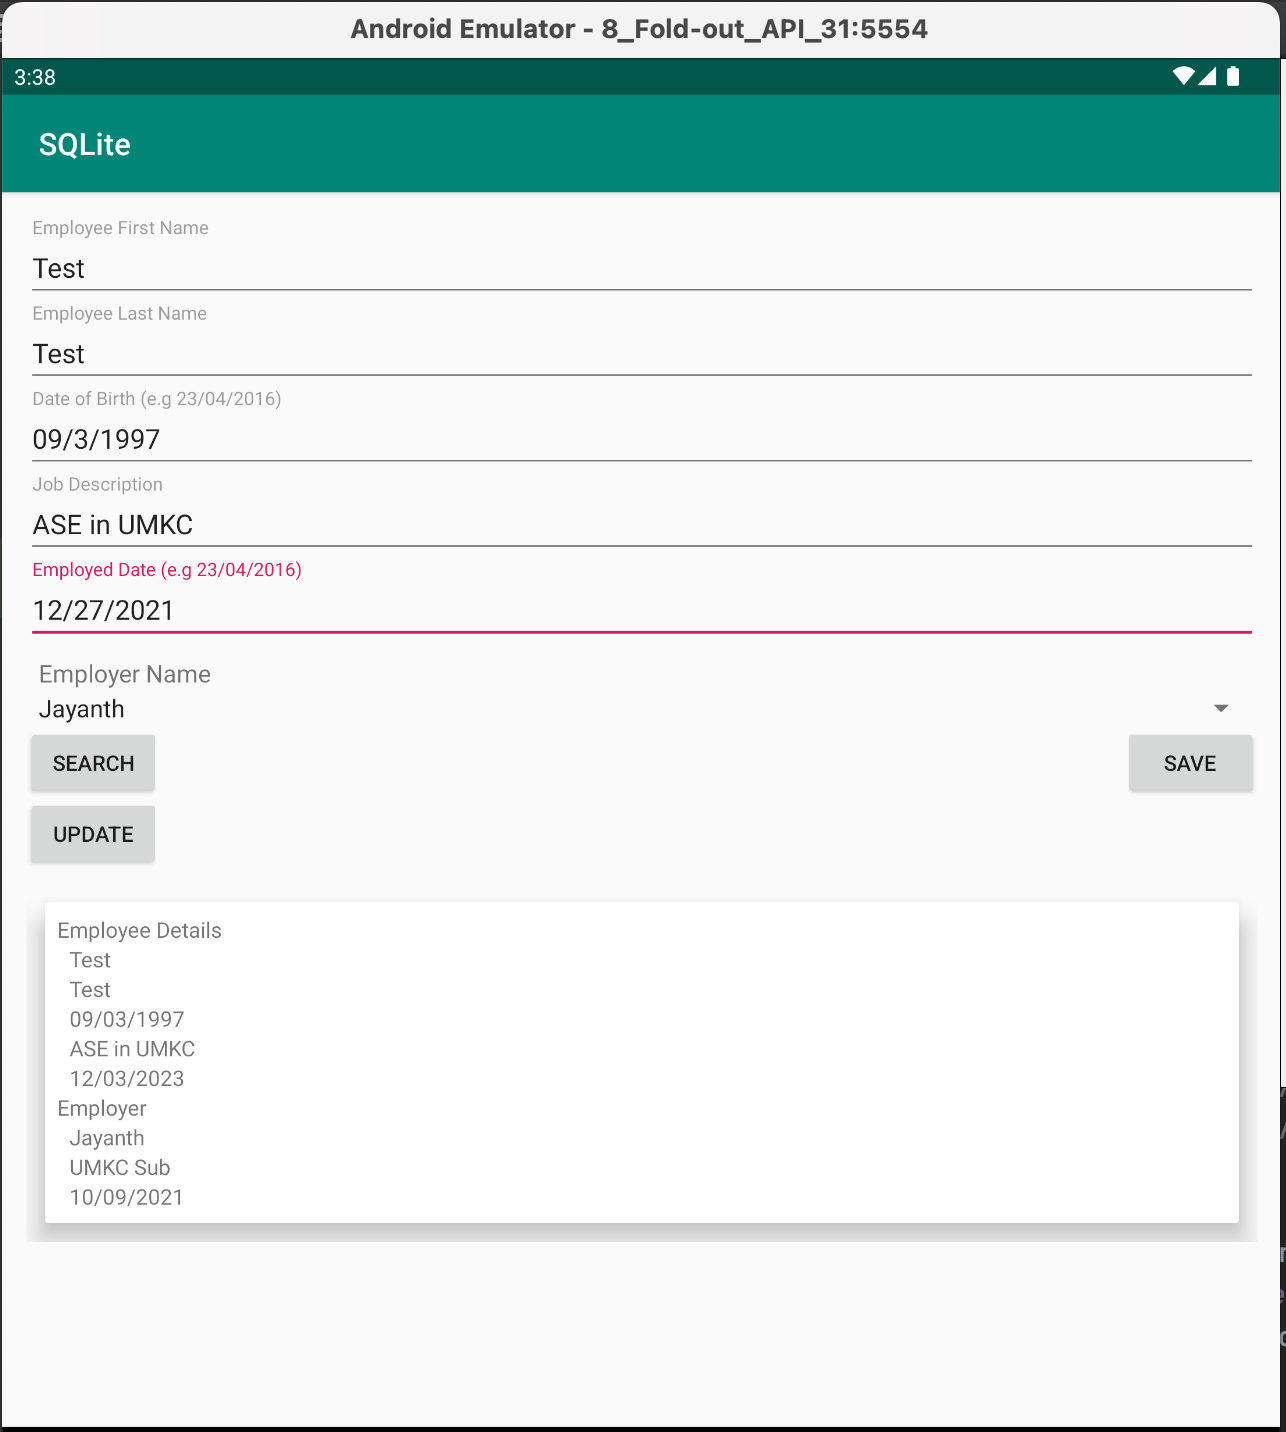 Android Emulator - 8_Fold-out_API_31:5554
3:38
SQLite
Employee First Name
Test
Employee Last Name
Test
Date of Birth (e.g 23/04/2016)
09/3/1997
Job Description
ASE in UMKC
Employed Date (e.g 23/04/2016)
12/27/2021
Employer Name
Jayanth
SEARCH
SAVE
UPDATE
Employee Details
Test
Test
09/03/1997
ASE in UMKC
12/03/2023
Employer
Jayanth
UMKC Sub
10/09/2021